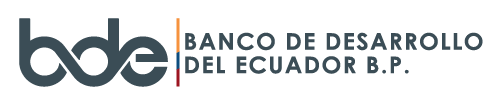 bde
BANCO DE DESARROLLO
DEL ECUADOR B.P.